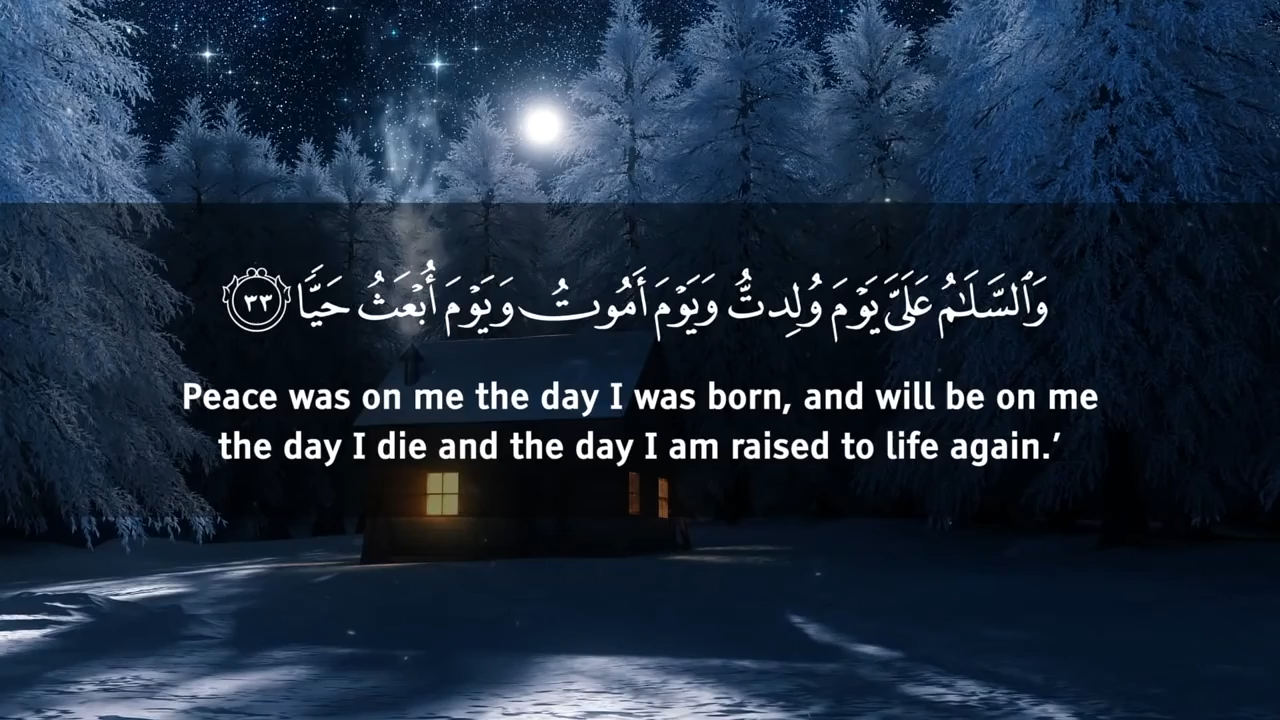 وَٱلسَّلَـٰمُ عَلَىَّ يَوْمَ وُلِدتُّ وَيَوْمَ أَمُوتُ وَيَوْمَ أُبْعَثُ حَيًّا ٣٣
Peace was on me the day I was born, and will be on me
the day I die and the day I am raised to life again.’